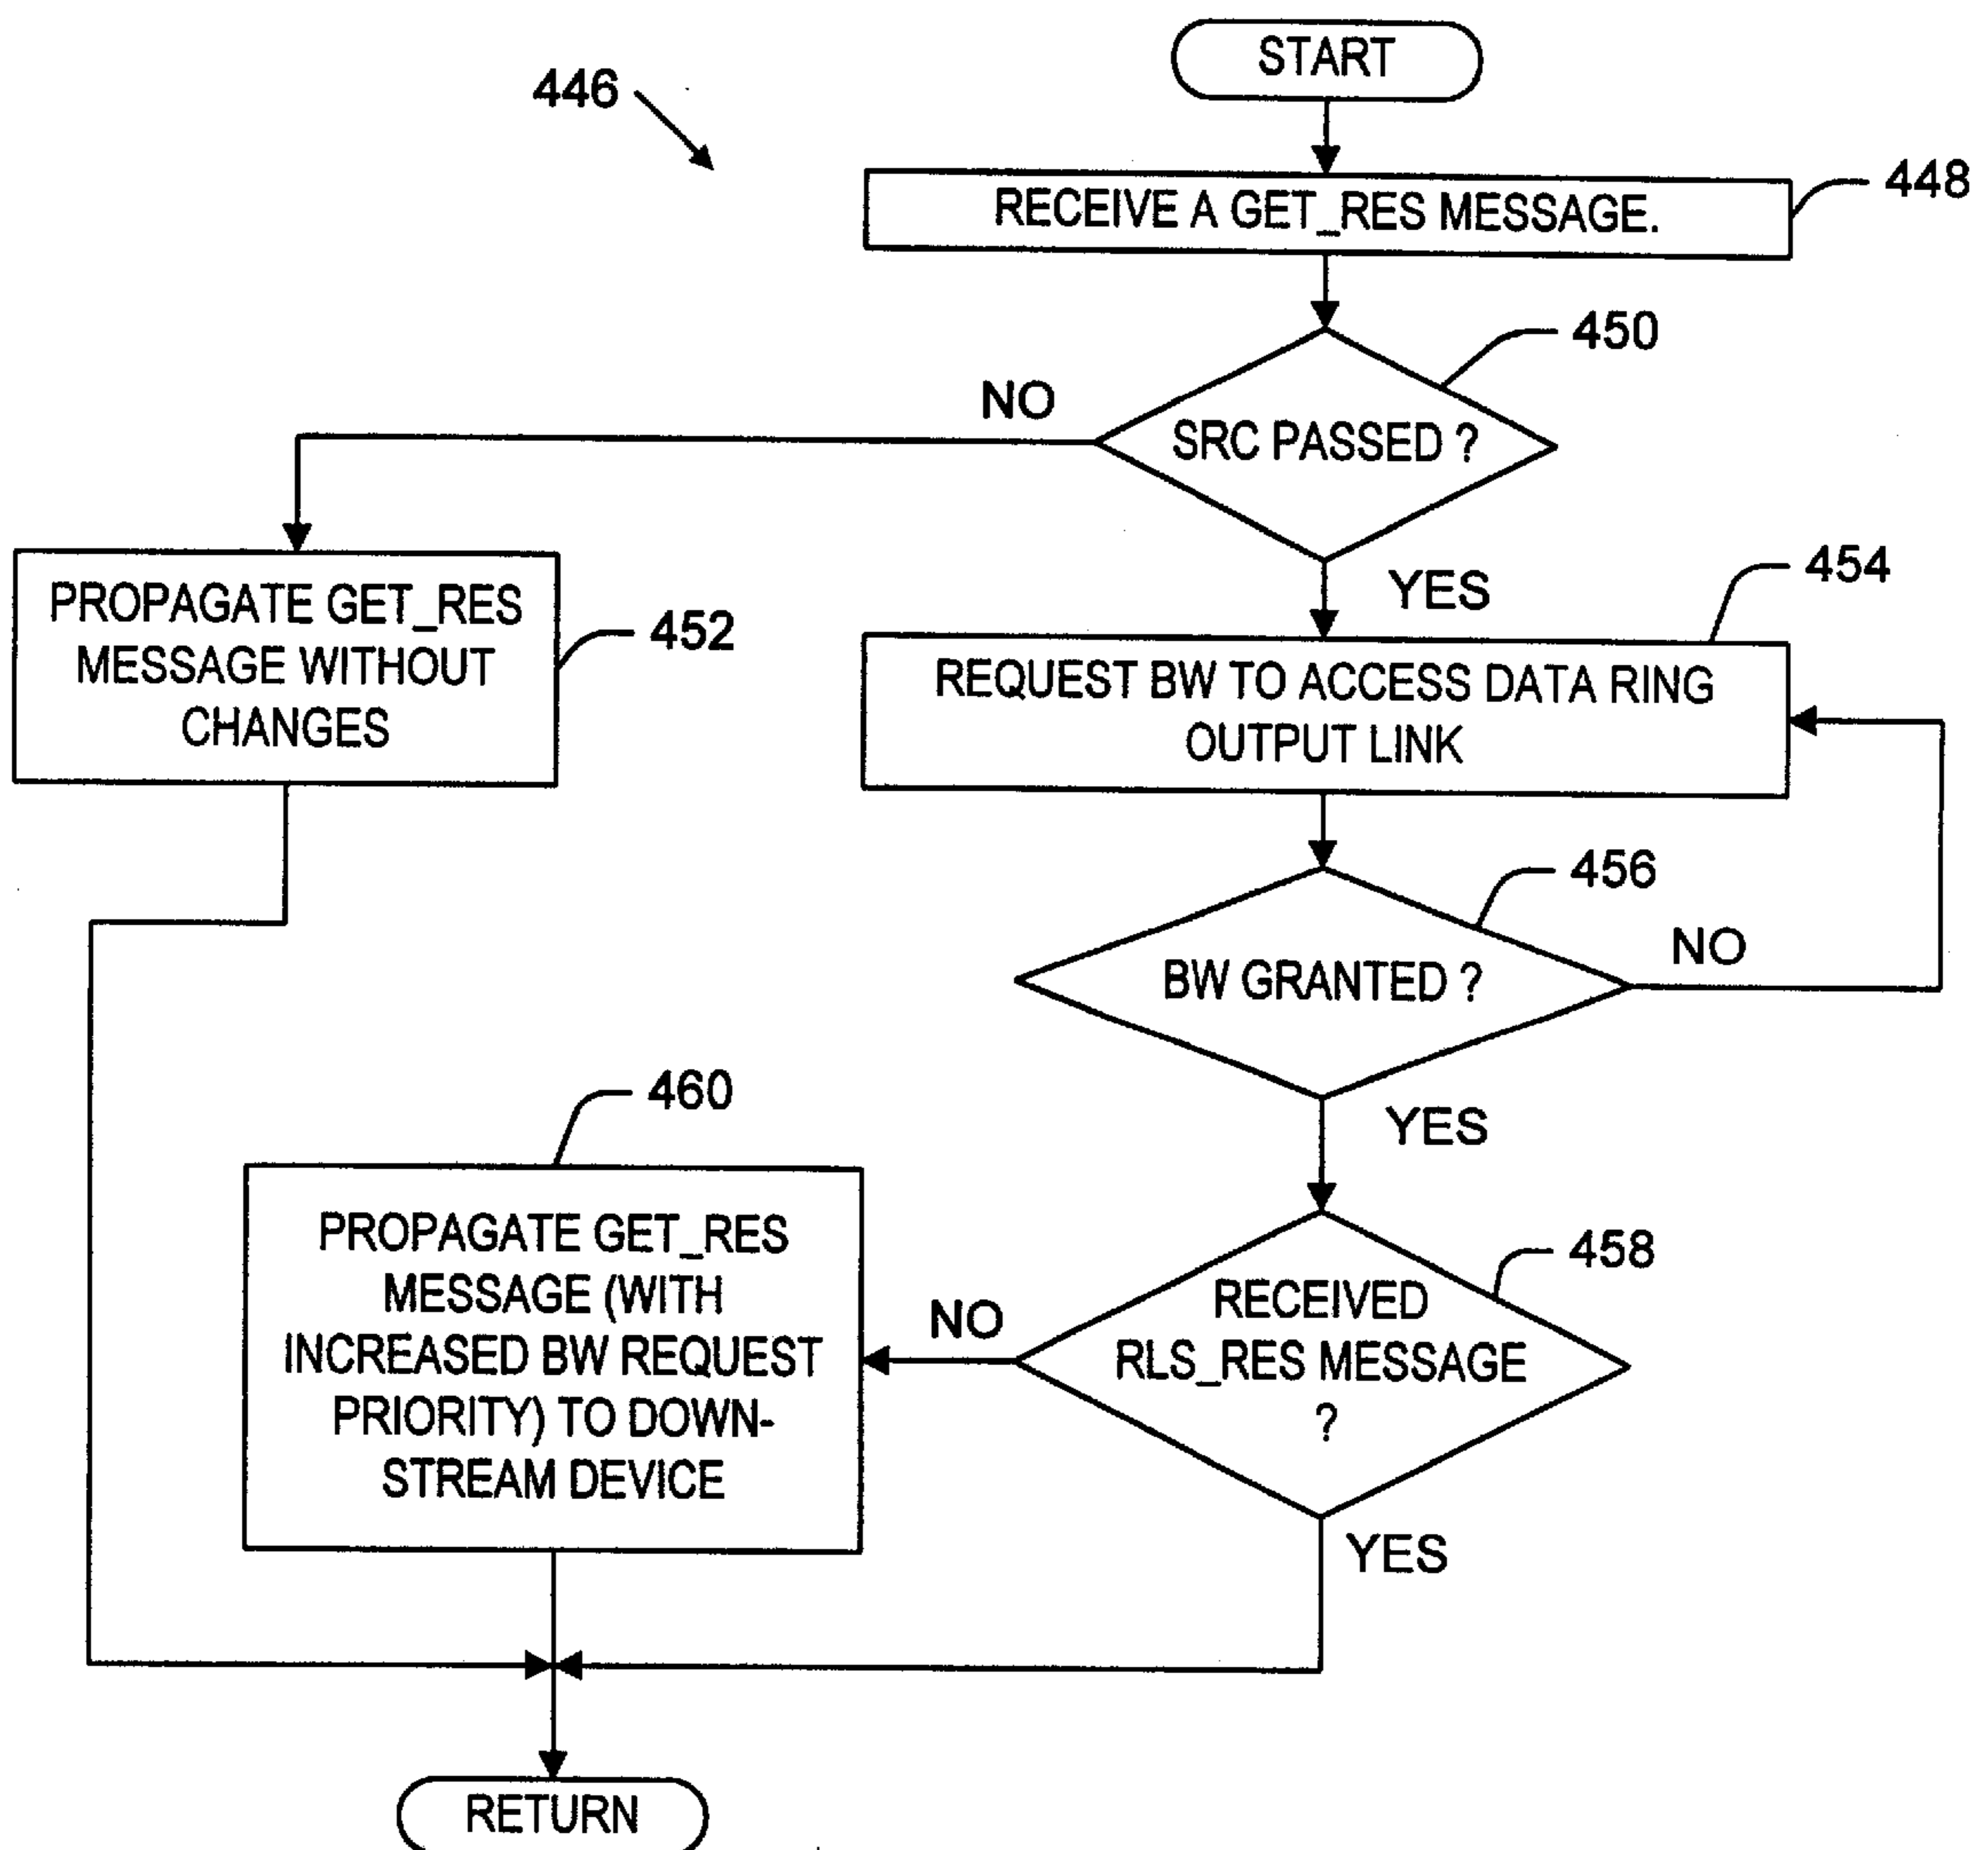 START
446
RECEIVE A GET_RES MESSAGE.
448
450
NO
SRC PASSED ?
YES
454
PROPAGATE GET_RES
MESSAGE WITHOUT
CHANGES
452
REQUEST BW TO ACCESS DATA RING
OUTPUT LINK
456
BW GRANTED ?
NO
YES
460
PROPAGATE GET_RES
MESSAGE (WITH
INCREASED BW REQUEST
PRIORITY) TO DOWN-
STREAM DEVICE
NO
458
RECEIVED
RLS_RES MESSAGE
?
YES
RETURN